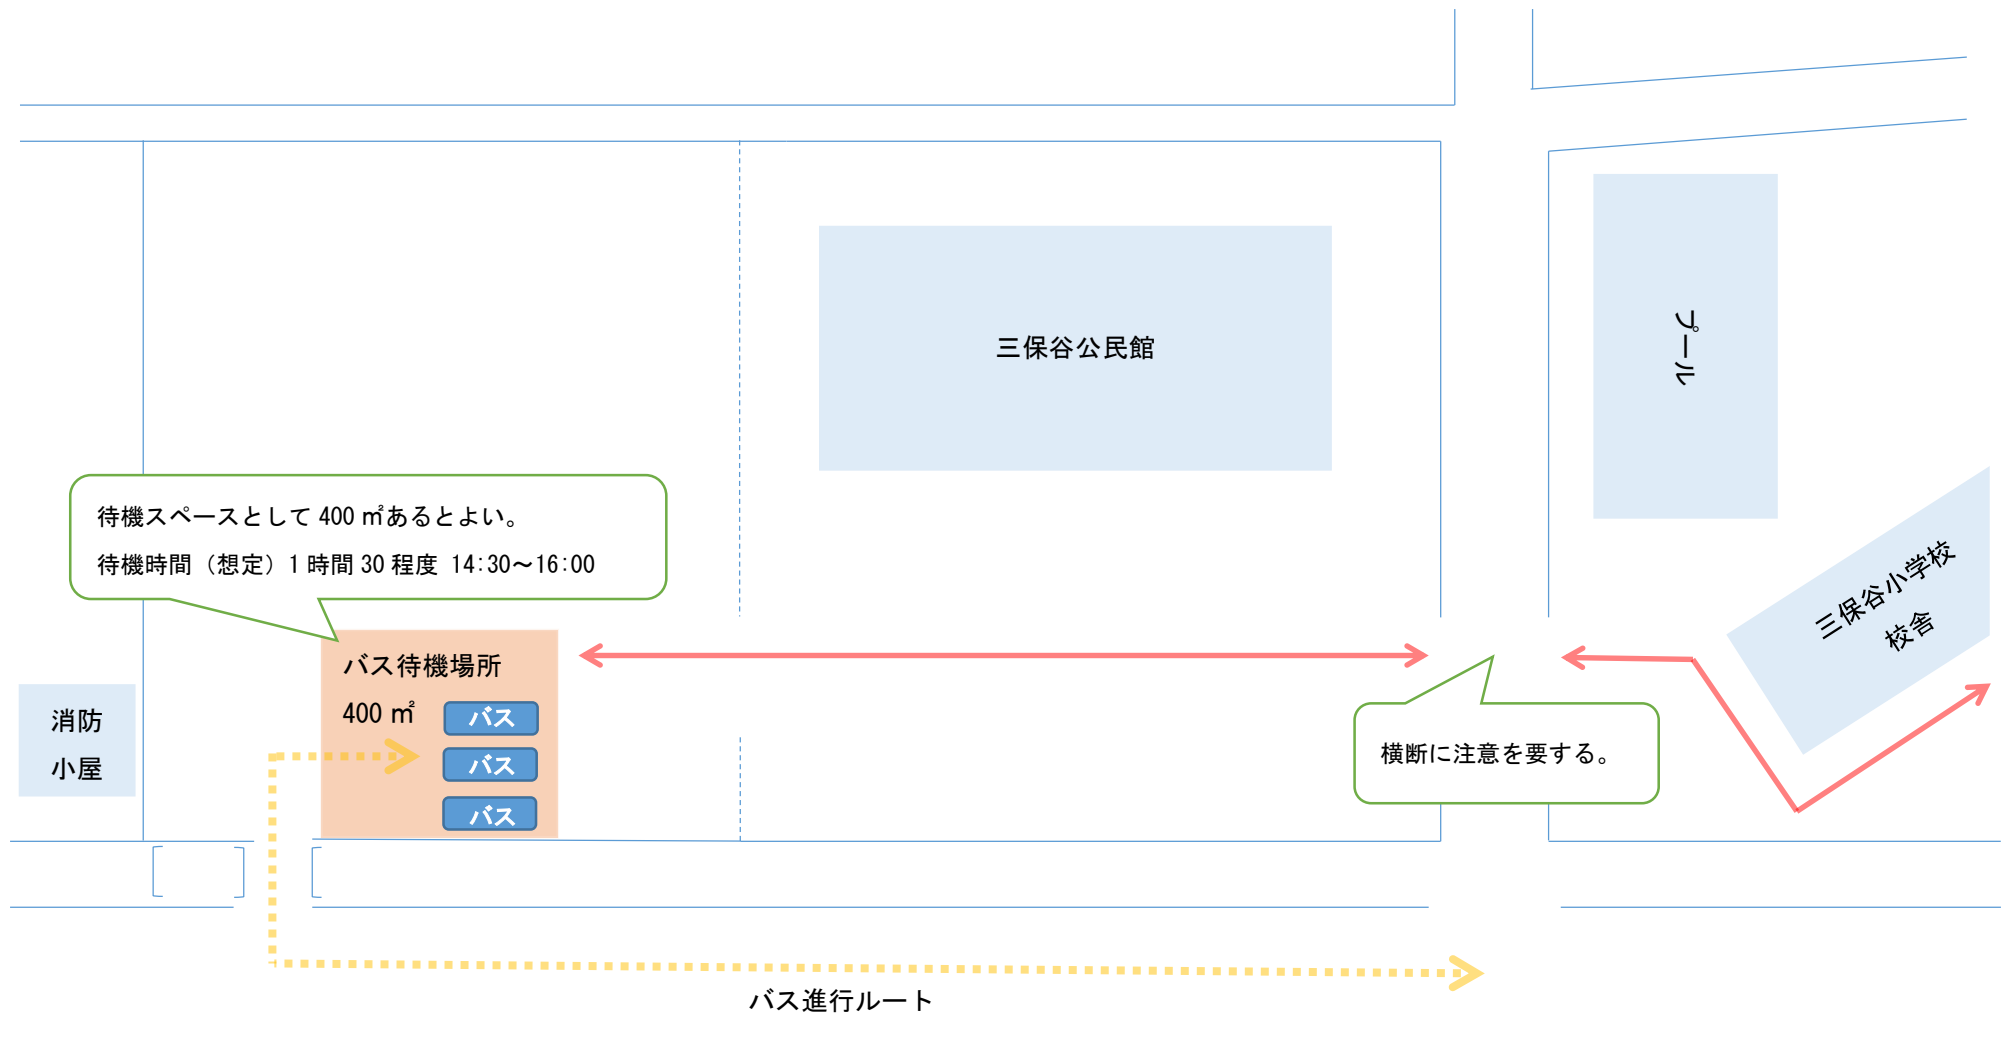 三保谷公民館
プール
待機スペースとして 400 ㎡あるとよい。
待機時間（想定）1 時間 30 程度 14:30～16:00
三保谷小学校
校舎
バス待機場所
400 ㎡
バス
バス
バス
消防
小屋
横断に注意を要する。
バス進行ルート